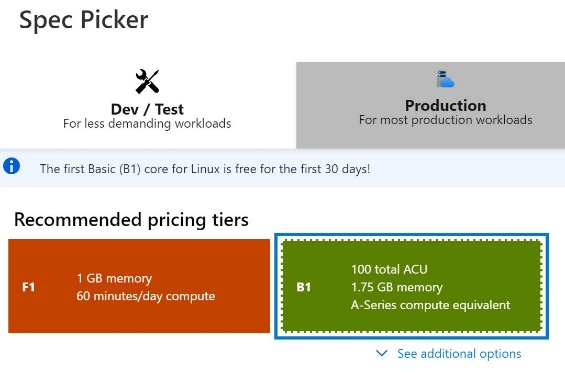 Spec Picker
Dev / Test
For less demanding workloads
Production
For most production workloads
The first Basic (B1) core for Linux is free for the first 30 days!
Recommended pricing tiers
F1
1 GB memory
60 minutes/day compute
B1
100 total ACU
1.75 GB memory
A-Series compute equivalent
See additional options